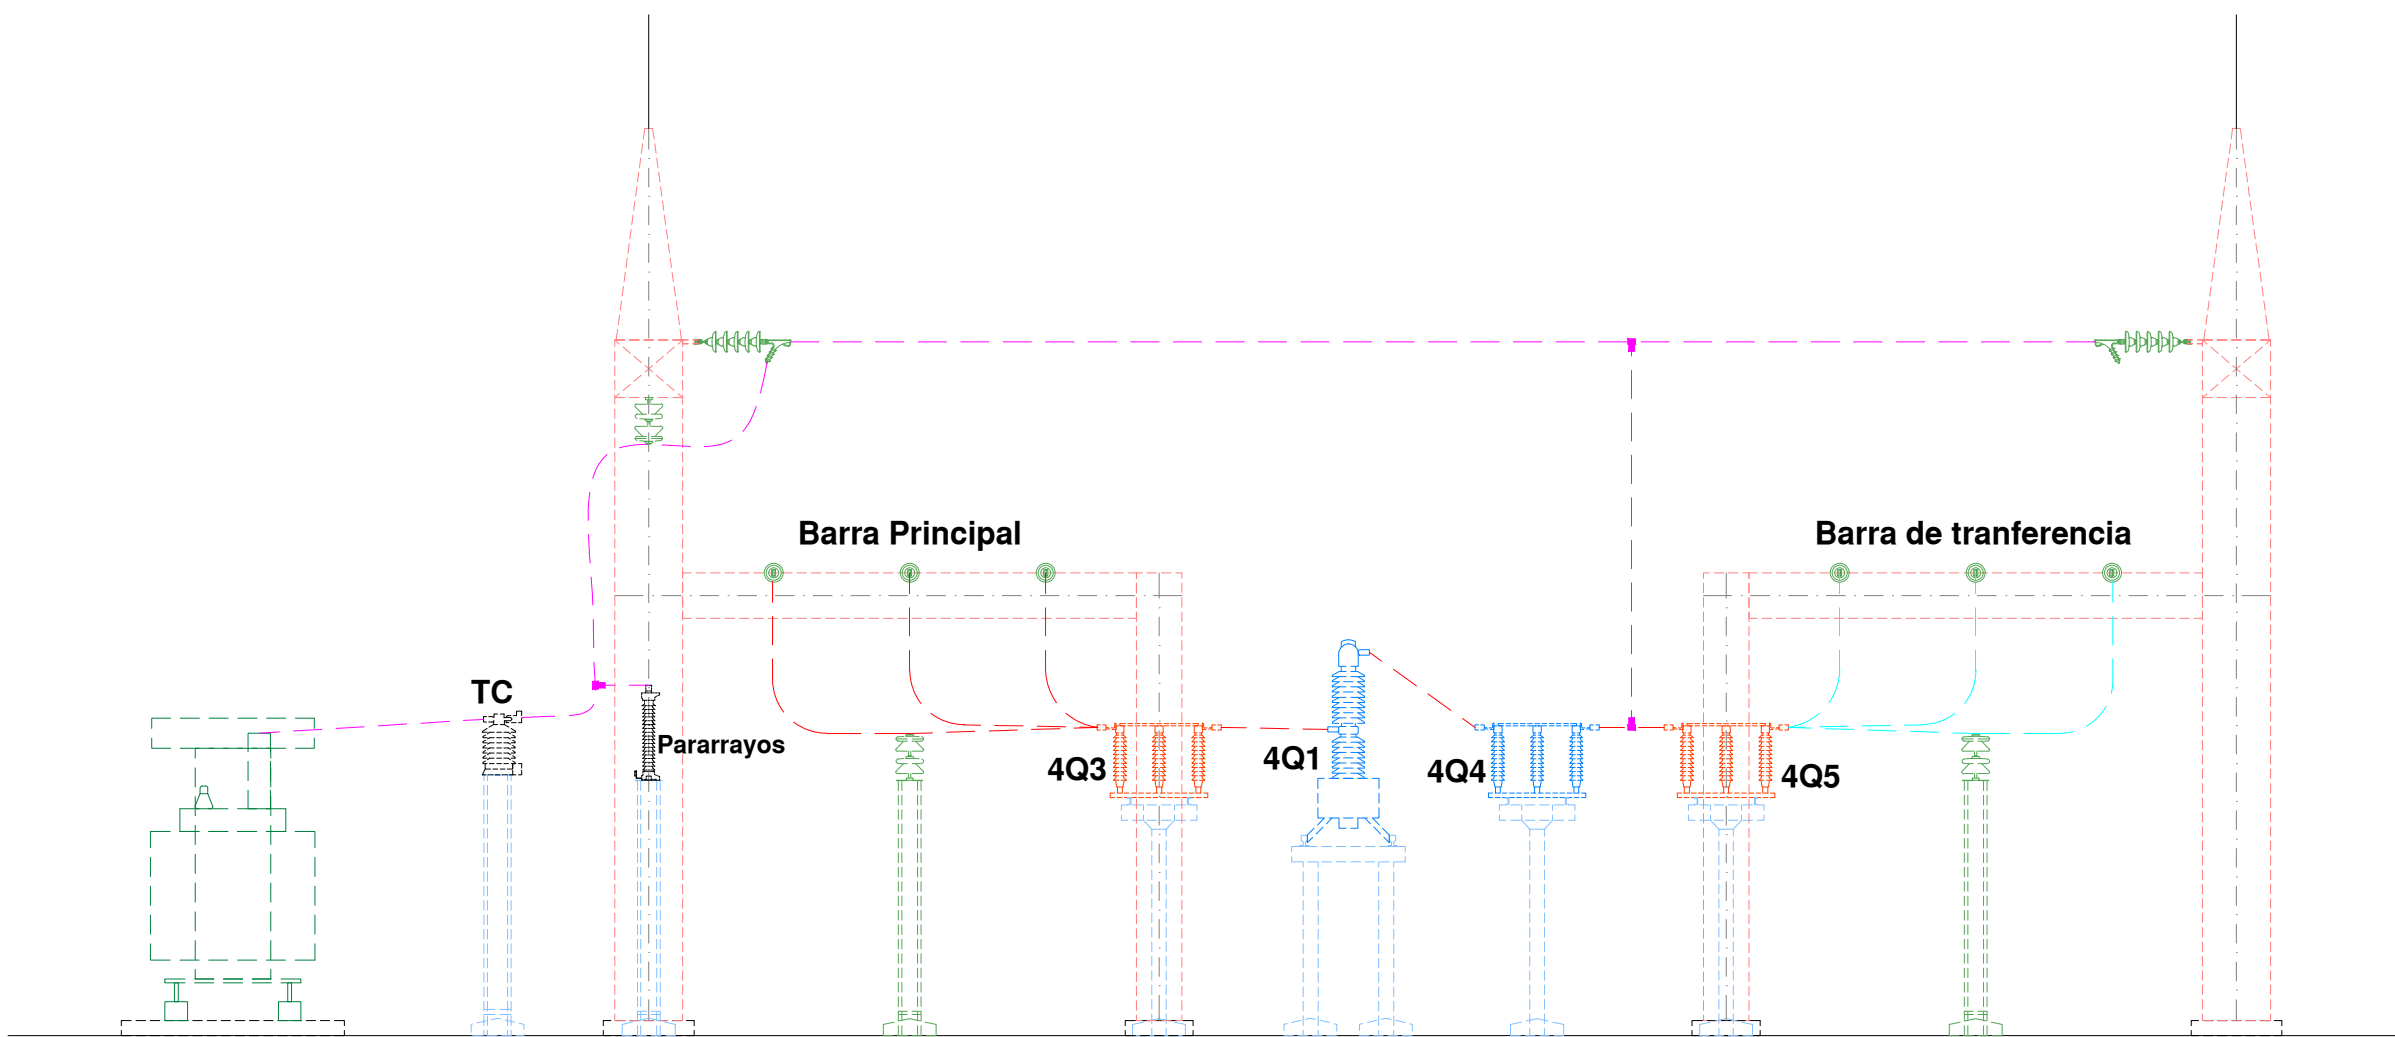 Barra Principal
Barra de tranferencia
TC
Pararrayos
4Q3
4Q1
4Q4
4Q5